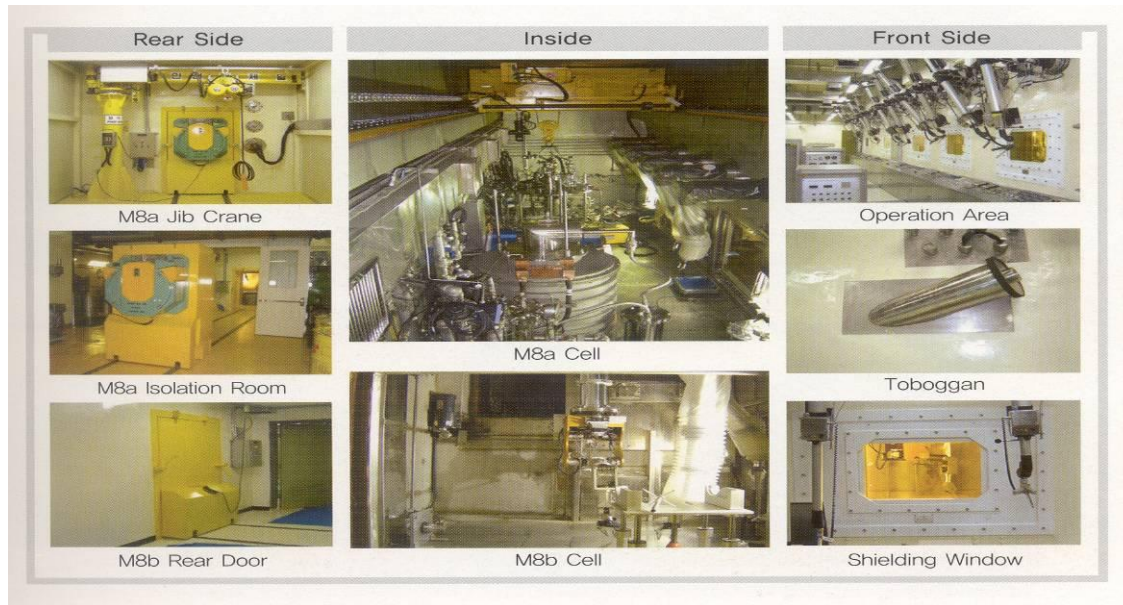 Rear Side
Inside
Front Side
M8a Jib Crane
Operation Area
M8a Cell
M8a Isolation Room
Toboggan
M8b Rear Door
M8b Cell
Shielding Window